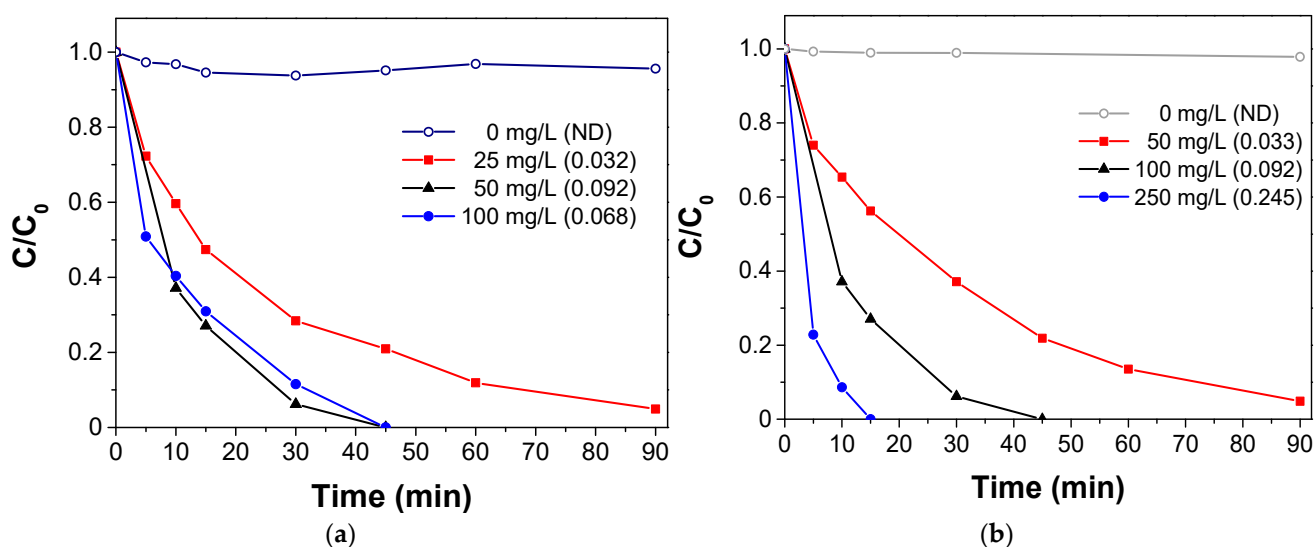 C/C0
1.0
0.8
0.6
0.4
0.2
0
0 mg/L (ND)
25 mg/L (0.032)
50 mg/L (0.092)
100 mg/L (0.068)
0 10 20 30 40 50 60 70 80 90
Time (min)
(a)
C/C0
1.0
0.8
0.6
0.4
0.2
0
0 mg/L (ND)
50 mg/L (0.033)
100 mg/L (0.092)
250 mg/L (0.245)
0 10 20 30 40 50 60 70 80 90
Time (min)
(b)